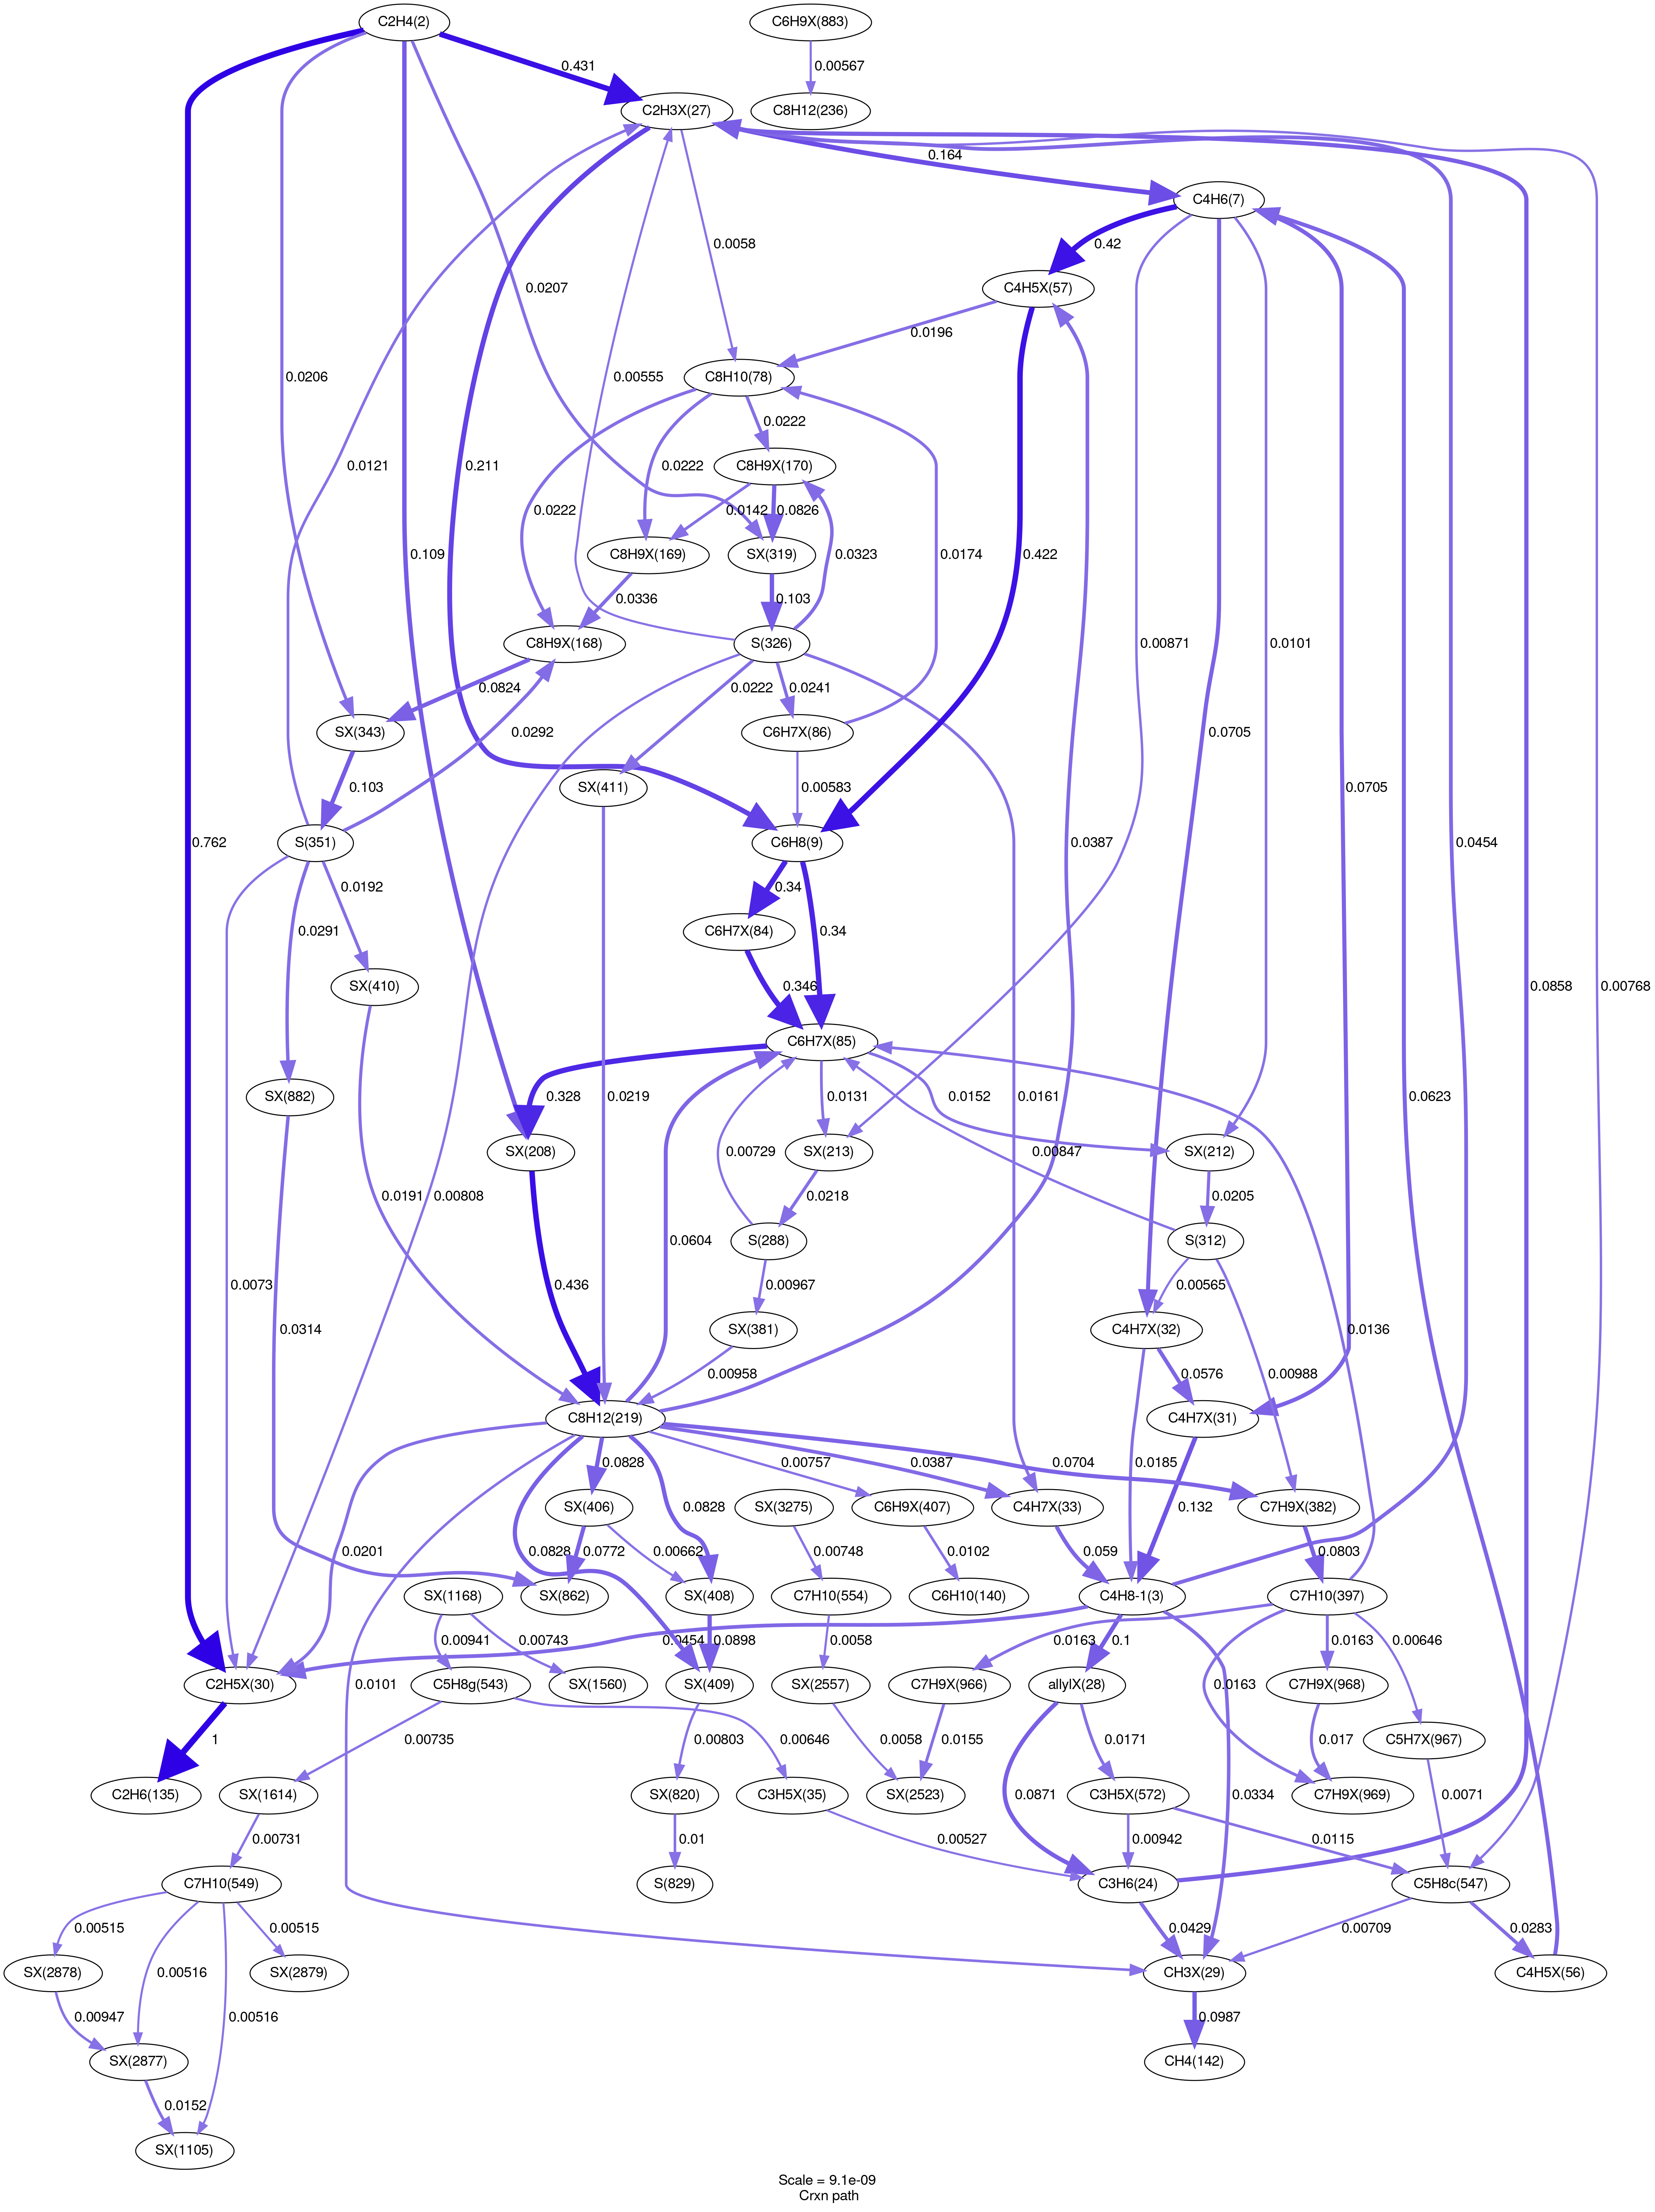 C2H4(2)
C6H9X(883)
0.431
0.00567
C2H3X(27)
C8H12(236)
0.164
C4H6(7)
0.0058
0.42
C4H5X(57)
0.0207
0.0196
0.0206
0.00555
C8H10(78)
0.0121
0.211
0.0222
0.0222
C8H9X(170)
0.0222
0.0142
0.0826
0.109
C8H9X(169)
SX(319)
0.0323
0.0174
0.422
0.0336
0.103
C8H9X(168)
S(326)
0.00871
0.0101
0.0824
0.0292
0.0222
0.0241
SX(343)
C6H7X(86)
0.0705
0.0705
0.0454
0.103
SX(411)
0.00583
0.762
S(351)
C6H8(9)
0.0387
0.0192
0.34
0.0291
C6H7X(84)
0.34
SX(410)
0.346
0.0858
0.00768
C6H7X(85)
SX(882)
0.328
0.0219
0.0131
0.0152
0.0161
0.0623
SX(208)
0.00729
SX(213)
0.00847
SX(212)
0.0191
0.00808
0.0218
0.0205
0.0604
S(288)
S(312)
0.0073
0.436
0.00967
0.00565
0.0314
SX(381)
C4H7X(32)
0.0136
0.00958
0.0576
0.00988
C8H12(219)
C4H7X(31)
0.0828
0.00757
0.0387
0.0704
0.0185
SX(406)
SX(3275)
C6H9X(407)
C4H7X(33)
0.132
C7H9X(382)
0.0201
0.0828
0.0772
0.00662
0.0828
0.00748
0.0102
0.059
0.0803
SX(1168)
SX(862)
SX(408)
C7H10(554)
C6H10(140)
C4H8-1(3)
C7H10(397)
0.00941
0.00743
0.0454
0.0898
0.0058
0.1
0.0163
0.0163
0.00646
C2H5X(30)
0.0101
C5H8g(543)
SX(1560)
SX(409)
SX(2557)
C7H9X(966)
allylX(28)
0.0163
C7H9X(968)
1
0.00735
0.00646
0.00803
0.0058
0.0155
0.0171
0.017
C5H7X(967)
C2H6(135)
SX(1614)
SX(820)
C3H5X(35)
SX(2523)
0.0871
C3H5X(572)
0.0334
C7H9X(969)
0.0071
0.00731
0.01
0.00527
0.00942
0.0115
C7H10(549)
S(829)
C3H6(24)
C5H8c(547)
0.00515
0.00516
0.00515
0.0429
0.00709
0.0283
SX(2878)
SX(2879)
CH3X(29)
C4H5X(56)
0.00947
0.00516
0.0987
SX(2877)
CH4(142)
0.0152
SX(1105)
Scale = 9.1e-09
Crxn path